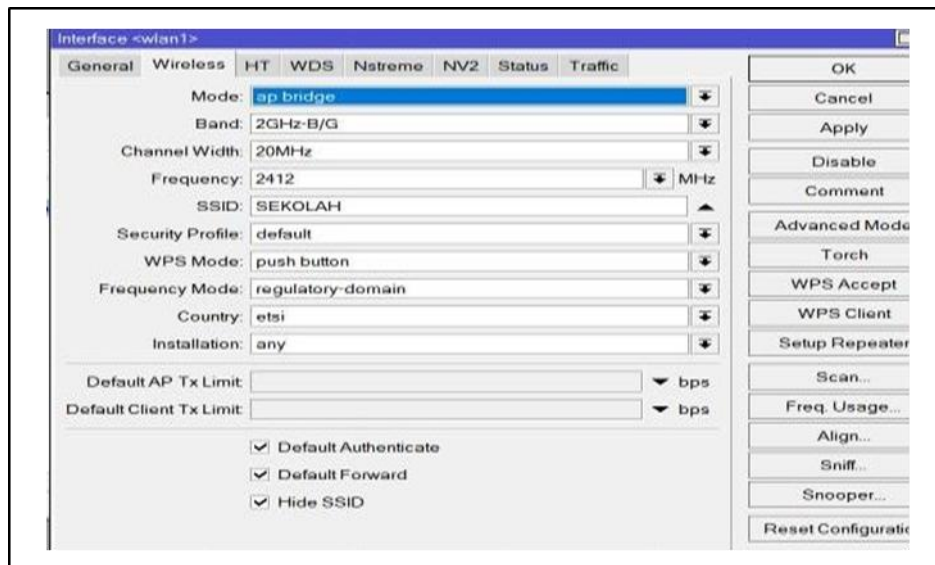 Interface <wlan1>
General Wireless HT WDS Nstreme NV2 Status Traffic
Mode: ap bridge
Band: 2GHz-B/G
Channel Width: 20MHz
Frequency: 2412 MHz
SSID: SEKOLAH
Security Profile: default
WPS Mode: push button
Frequency Mode: regulatory-domain
Country: etsi
Installation: any
Default AP Tx Limit: bps
Default Client Tx Limit: bps
Default Authenticate
Default Forward
Hide SSID
OK
Cancel
Apply
Disable
Comment
Advanced Mode
Torch
WPS Accept
WPS Client
Setup Repeater
Scan...
Freq. Usage...
Align...
Sniff...
Snooper...
Reset Configuratio